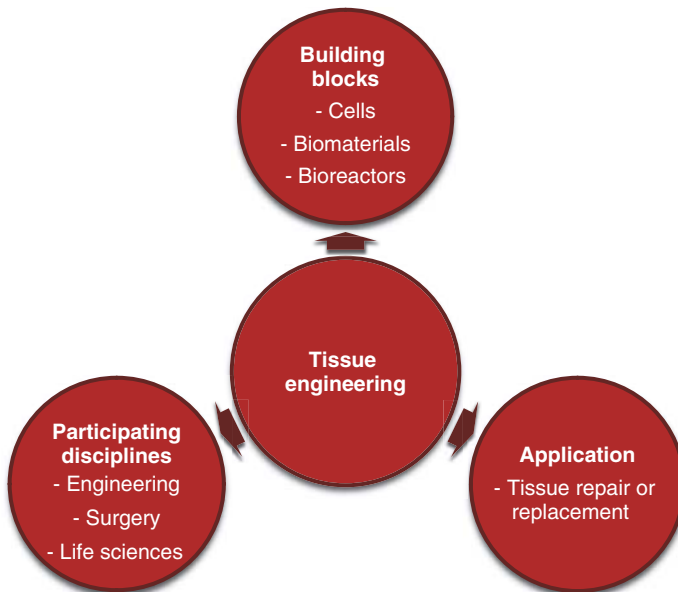 Building
blocks
- Cells
- Biomaterials
- Bioreactors
Tissue
engineering
Participating
disciplines
- Engineering
- Surgery
- Life sciences
Application
- Tissue repair or
replacement